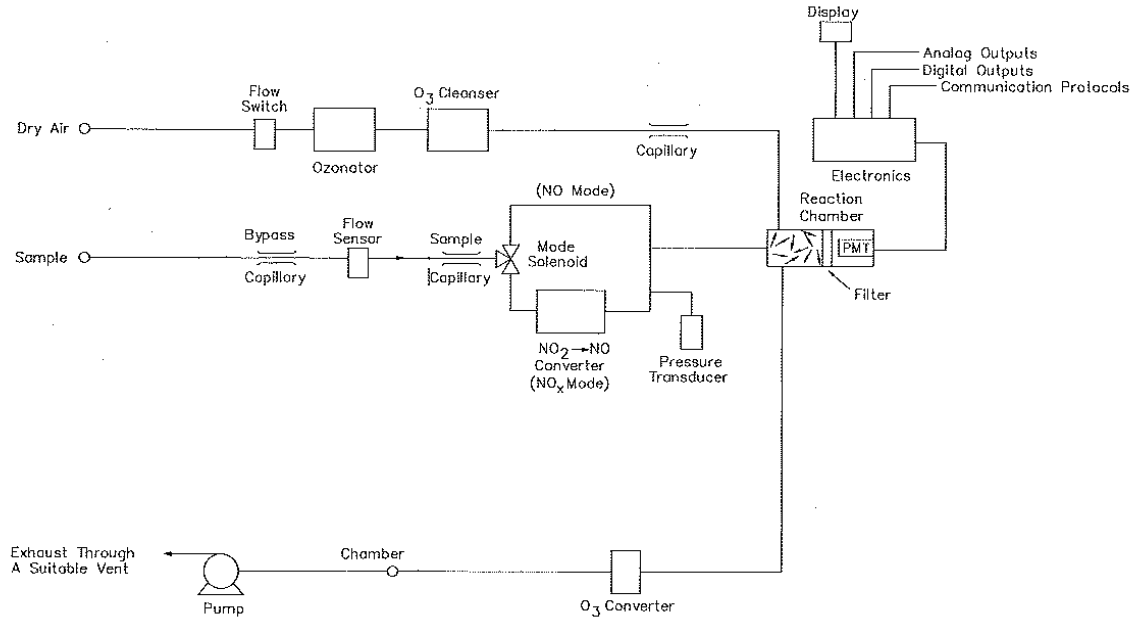 Display
Analog Outputs
Digital Outputs
Communication Protocols
Flow
Switch
O3 Cleanser
Dry Air
Ozonator
Capillary
Electronics
(NO Mode)
Reaction
Chamber
Bypass
Flow
Sensor
Sample
Mode
Solenoid
PMT
Sample
Capillary
Capillary
Filter
NO2→NO
Converter
(NOx Mode)
Pressure
Transducer
Exhaust Through
A Suitable Vent
Chamber
Pump
O3 Converter